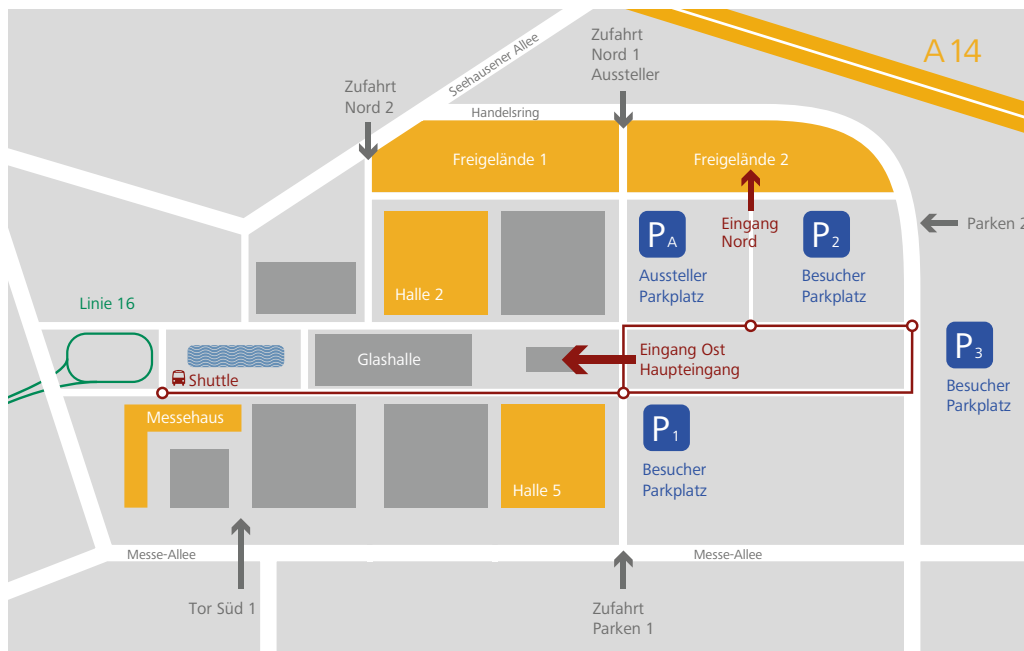 Zufahrt
Nord 1
Aussteller
A 14
Seehausener Allee
Zufahrt
Nord 2
Handelsring
Freigelände 1
Freigelände 2
PA
Eingang
Nord
P2
Parken 2
Aussteller
Parkplatz
Besucher
Parkplatz
Halle 2
Linie 16
Glashalle
Eingang Ost
Haupteingang
P3
Shuttle
Besucher
Parkplatz
Messehaus
P1
Besucher
Parkplatz
Halle 5
Messe-Allee
Messe-Allee
Tor Süd 1
Zufahrt
Parken 1